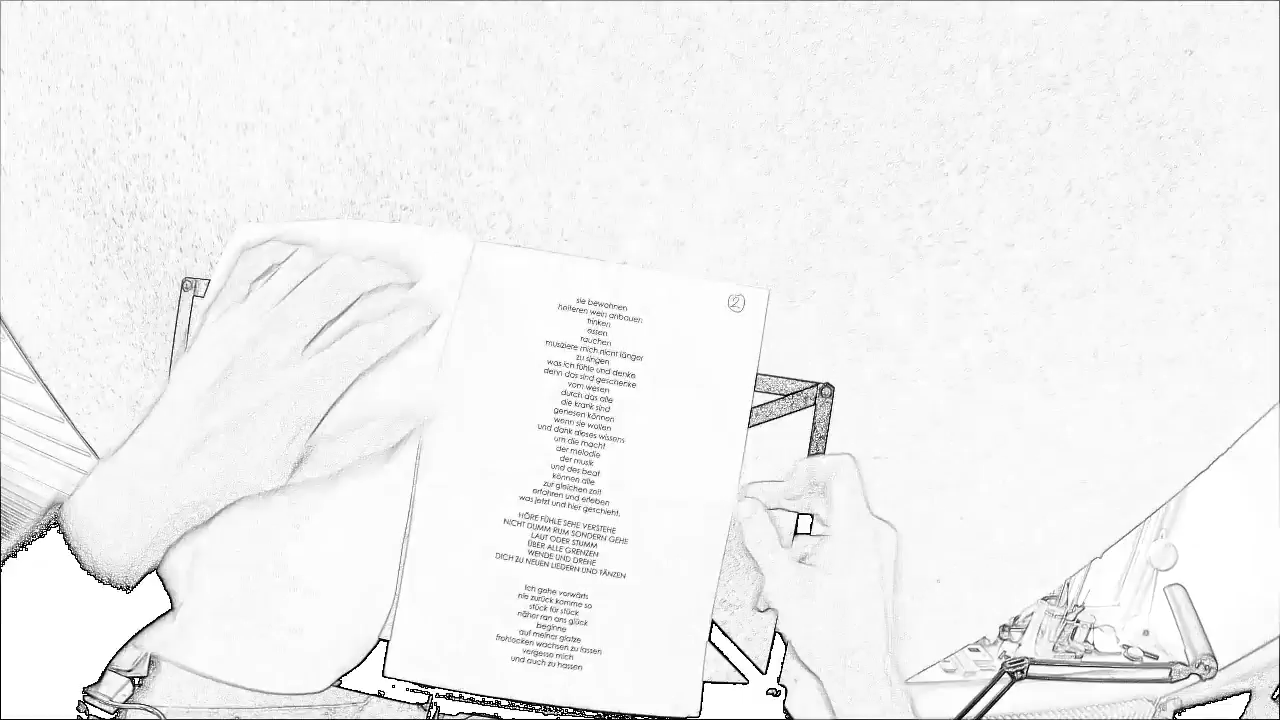 2
sie bewohnen
heiteren wein anbauen
trinken
essen
rauchen
musiziere mich nicht länger
zu singen
was ich fühle und denke
denn das sind geschenke
vom wesen
durch das alle
die krank sind
genesen können
wenn sie wollen
und dank dieses wissens
um die macht
der melodie
der musik
und des beat
können alle
zur gleichen zeit
erfahren und erleben
was jetzt und hier geschieht.
HÖRE FÜHLE SEHE VERSTEHE
NICHT DUMM RUM SONDERN GEHE
LAUT ODER STUMM
ÜBER ALLE GRENZEN
WENDE UND DREHE
DICH ZU NEUEN LIEDERN UND TÄNZEN
ich gehe vorwärts
nie zurück komme so
stück für stück
näher ran ans glück
beginne
auf meiner glatze
frohlocken wachsen zu lassen
vergesse mich
und auch zu hassen